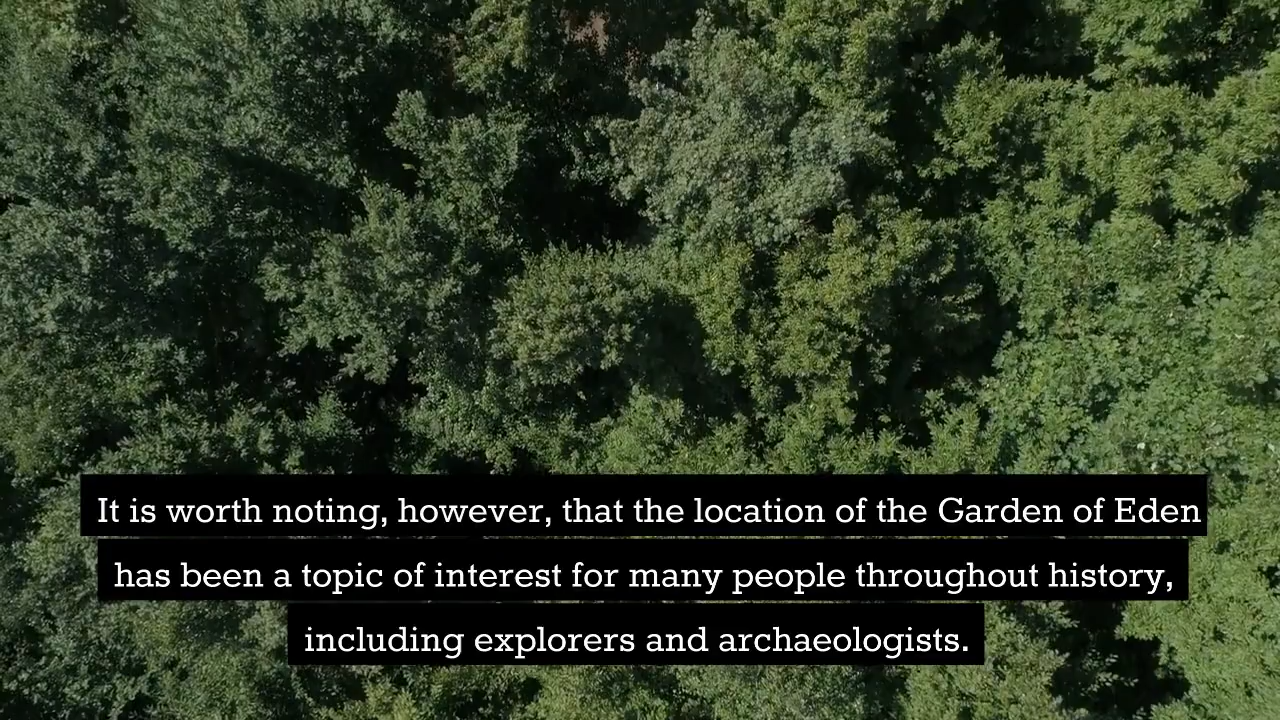 It is worth noting, however, that the location of the Garden of Eden
has been a topic of interest for many people throughout history,
including explorers and archaeologists.